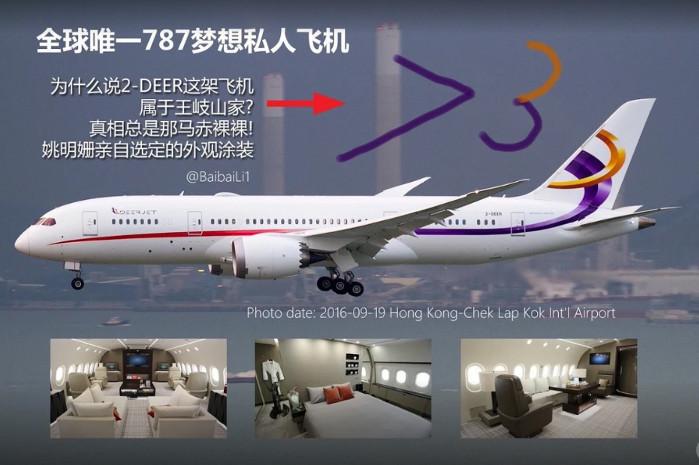 全球唯一787梦想私人飞机
为什么说2-DEER这架飞机
属于王岐山家?
真相总是那马赤裸裸!
姚明姗亲自选定的外观涂装
@BaibaiLi1
DEERJET
2-DEER
Photo date: 2016-09-19 Hong Kong-Chek Lap Kok Int'l Airport